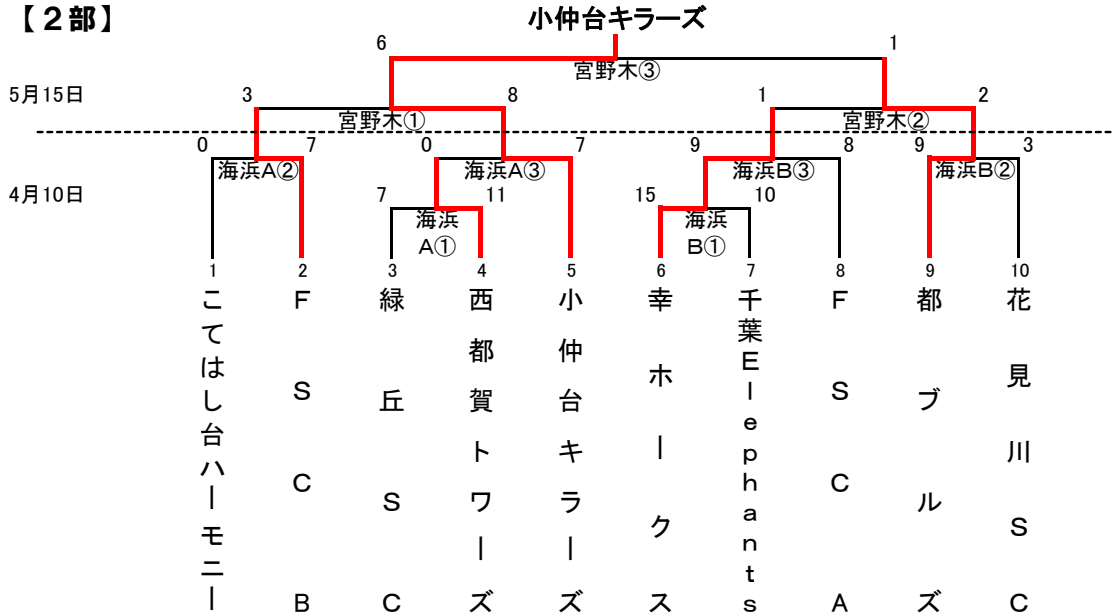 【２部】
小仲台キラーズ
6
1
宮野木③
5月15日
3
8
1
2
宮野木①
宮野木②
0
7
0
7
9
8
9
3
海浜A②
海浜A③
海浜B③
海浜B②
4月10日
7
11
15
10
海浜
A①
海浜
B①
1
2
3
4
5
6
7
8
9
10
こてはし台ハーモニー
ＦＳＣＢ
緑丘ＳＣ
西都賀トワーズ
小仲台キラーズ
幸ホークス
千葉Ｅｌｅｐｈａｎｔｓ
ＦＳＣＡ
都ブルズ
花見川ＳＣ